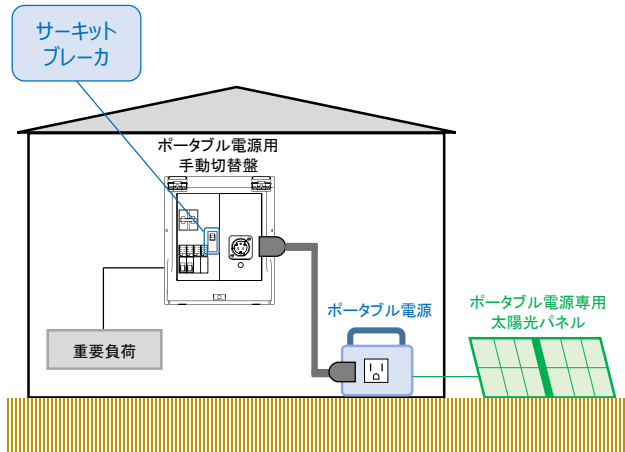 サーキット
ブレーカ
ポータブル電源用
手動切替盤
ポータブル電源
ポータブル電源専用
太陽光パネル
重要負荷